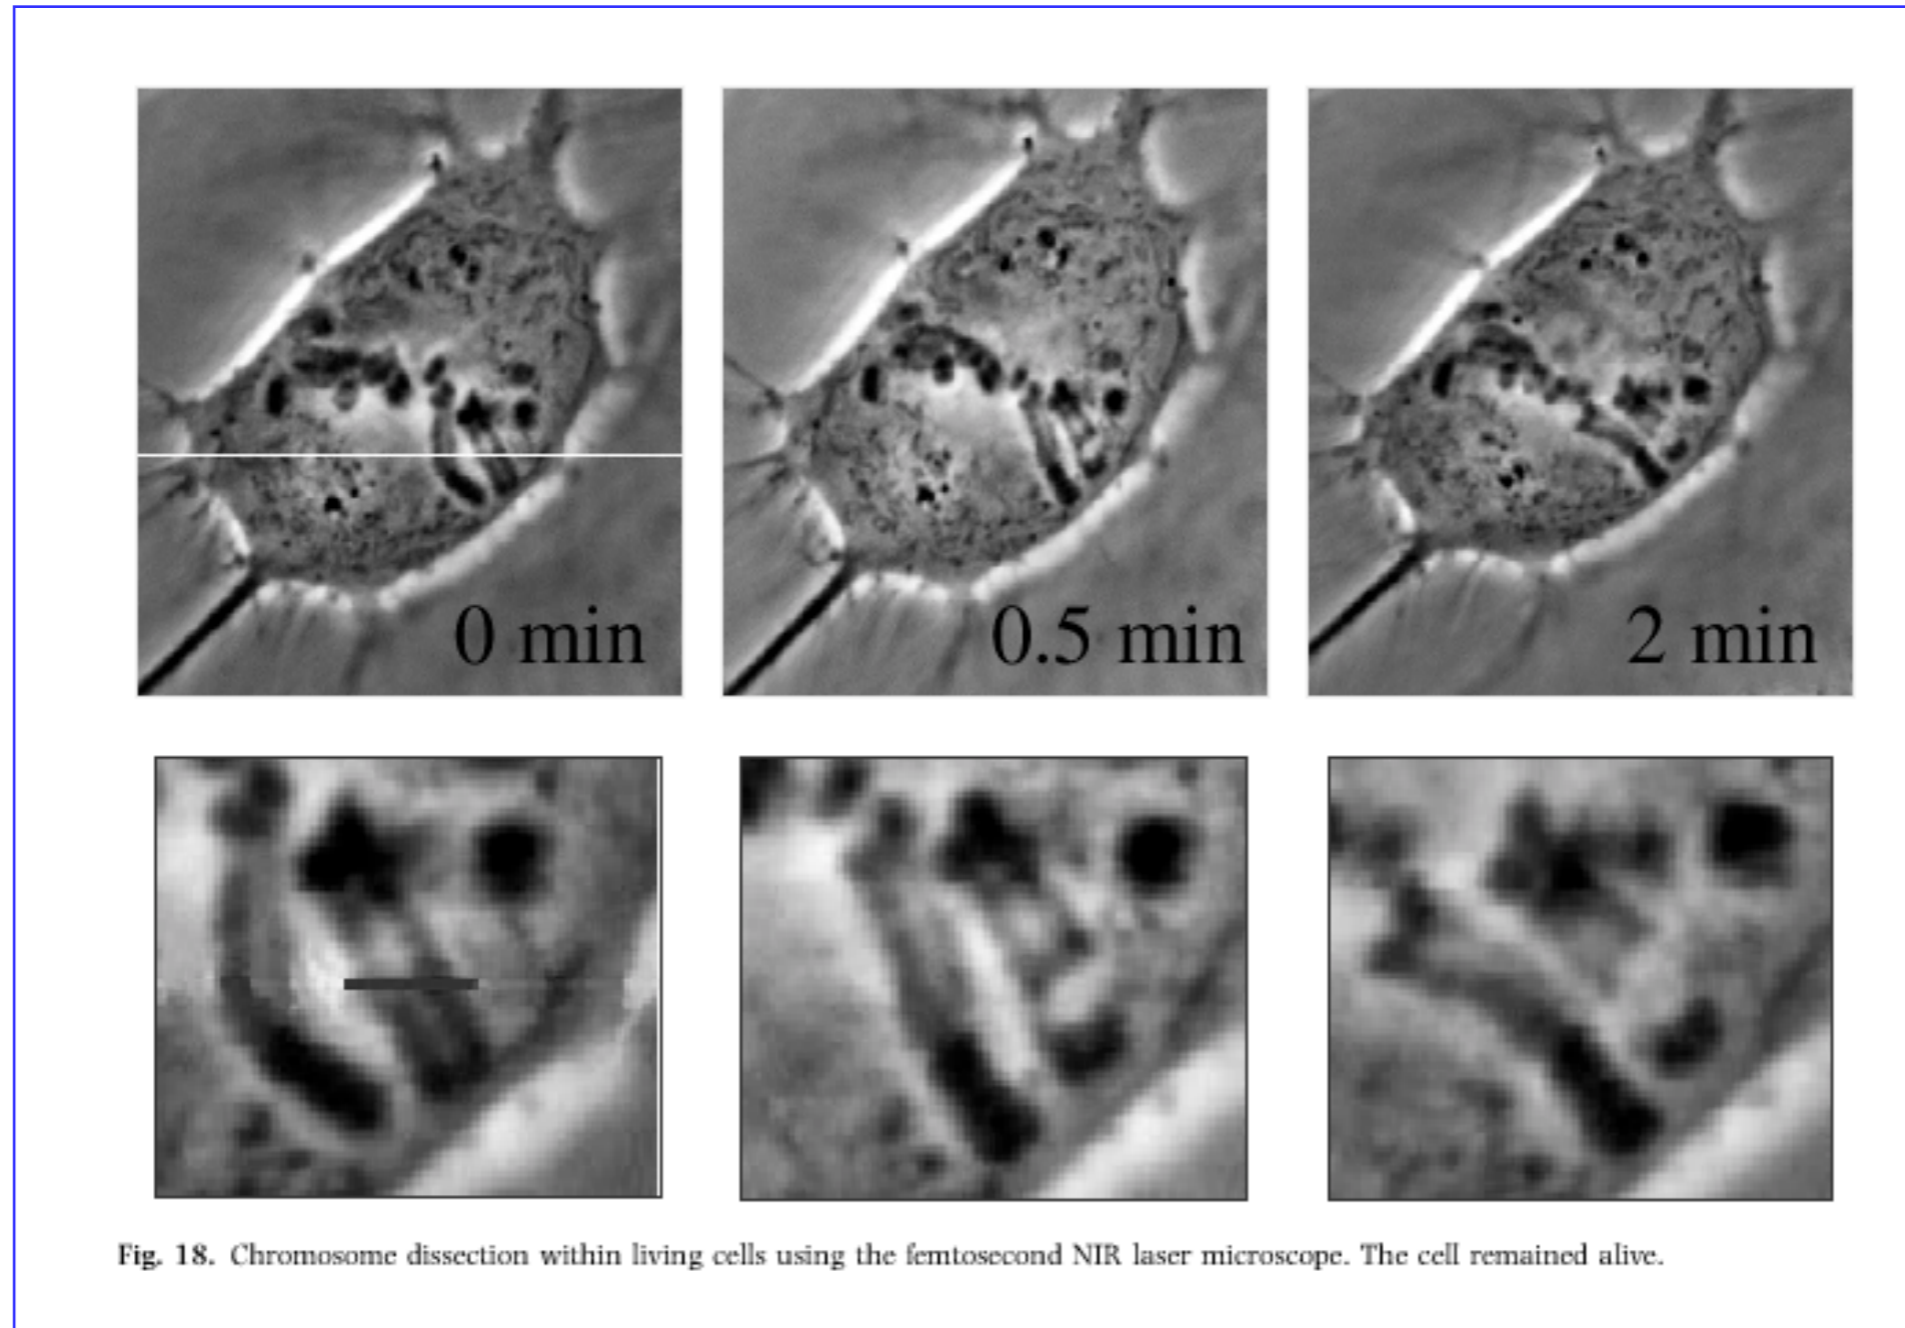 0 min
0.5 min
2 min
Fig. 18. Chromosome dissection within living cells using the femtosecond NIR laser microscope. The cell remained alive.